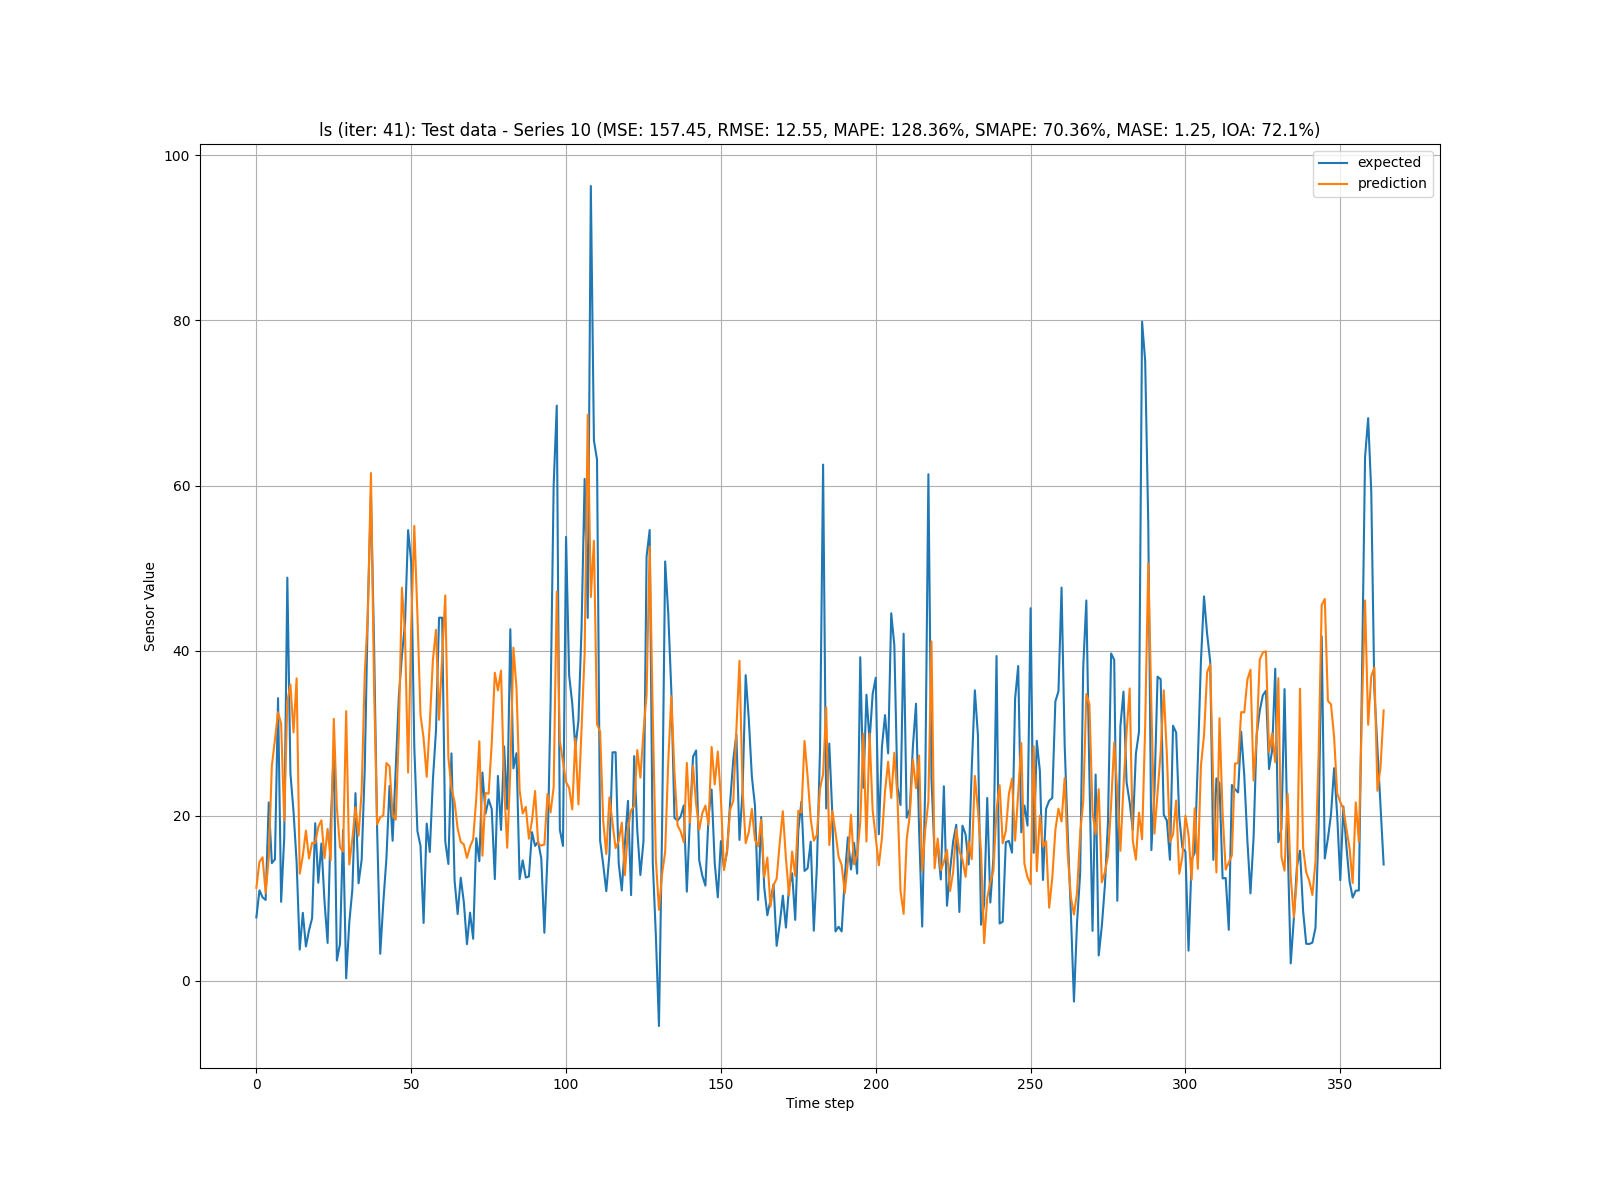 ls (iter: 41): Test data - Series 10 (MSE: 157.45, RMSE: 12.55, MAPE: 128.36%, SMAPE: 70.36%, MASE: 1.25, IOA: 72.1%)
expected
prediction
100
80
60
40
20
0
Sensor Value
0 50 100 150 200 250 300 350
Time step